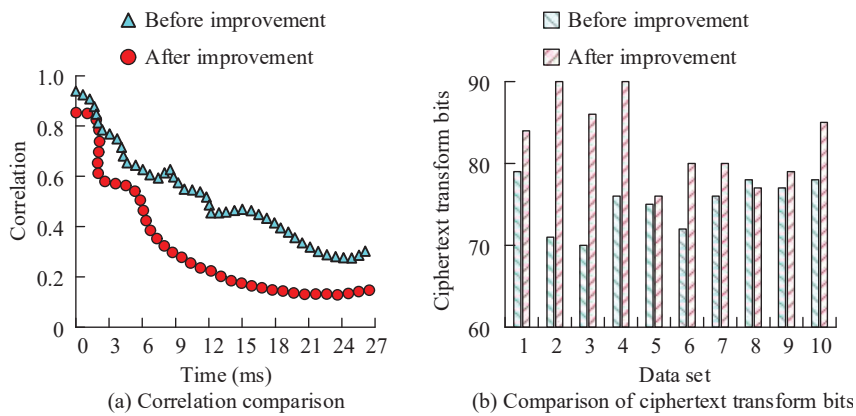 Before improvement
After improvement
1.0
0.8
0.6
0.4
0.2
0
Correlation
0 3 6 9 12 15 18 21 24 27
Time (ms)
(a) Correlation comparison
Before improvement
After improvement
90
80
70
60
Ciphertext transform bits
1 2 3 4 5 6 7 8 9 10
Data set
(b) Comparison of ciphertext transform bits